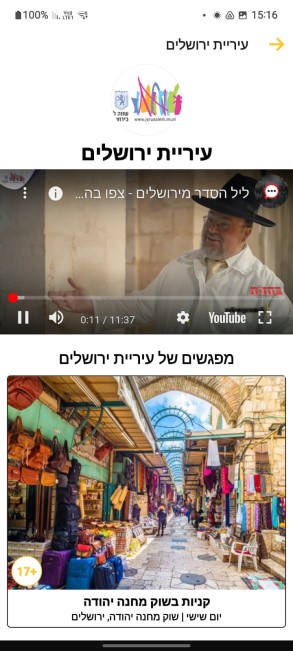 100%
15:16
עיריית ירושלים
www.jerusalem.muni
עיריית ירושלים
ליל הסדר מירושלים - צפו בה...
0:11 / 11:37
YouTube
מפגשים של עיריית ירושלים
17+
קניות בשוק מחנה יהודה
יום שישי | שוק מחנה יהודה, ירושלים